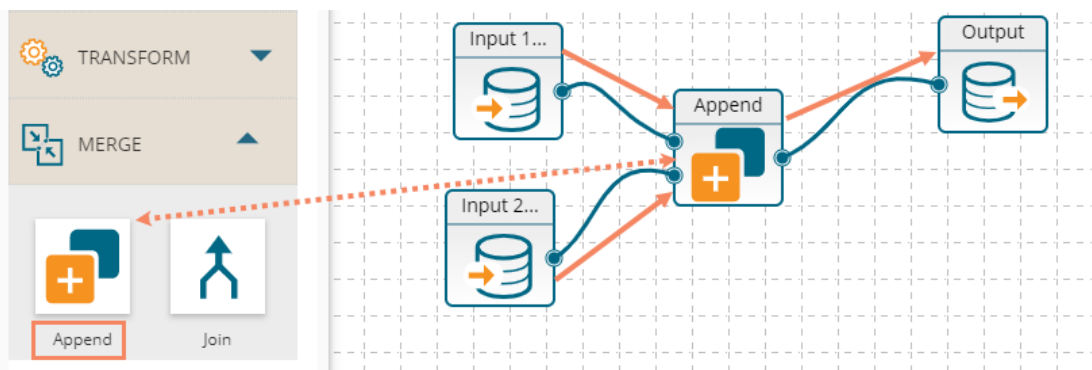 TRANSFORM
MERGE
Append
Join
Input 1...
Input 2...
Append
Output